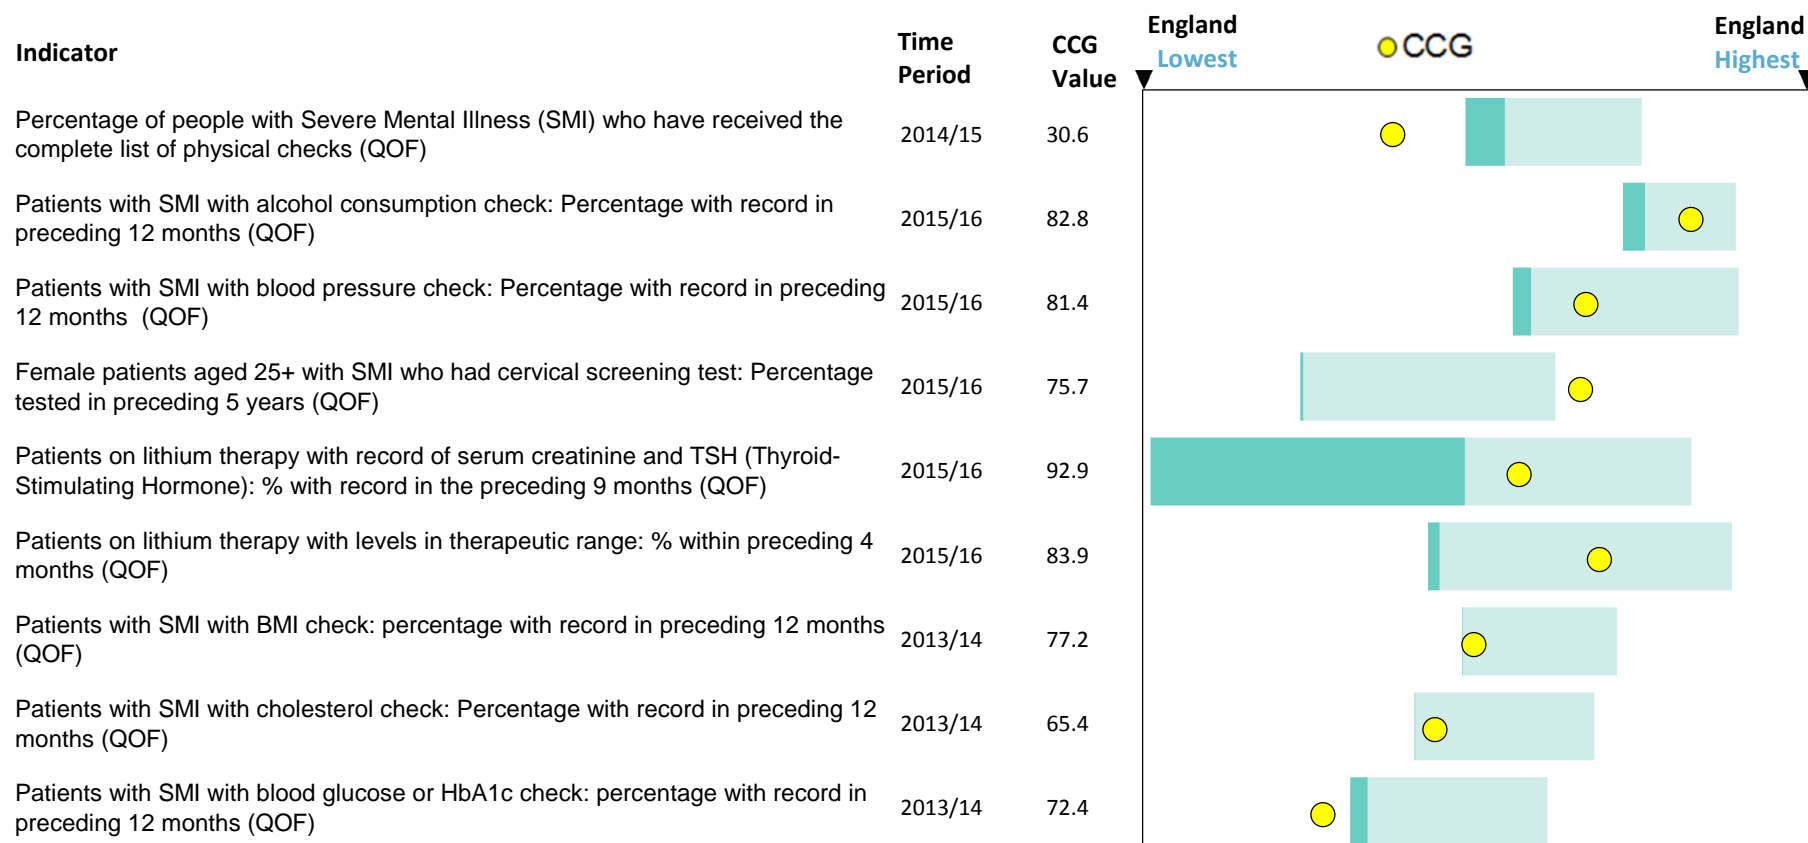 Indicator
Time
Period
CCG
Value
England
Lowest
CCG
England
Highest
Percentage of people with Severe Mental Illness (SMI) who have received the
complete list of physical checks (QOF)
2014/15
30.6
Patients with SMI with alcohol consumption check: Percentage with record in
preceding 12 months (QOF)
2015/16
82.8
Patients with SMI with blood pressure check: Percentage with record in preceding
12 months  (QOF)
2015/16
81.4
Female patients aged 25+ with SMI who had cervical screening test: Percentage
tested in preceding 5 years (QOF)
2015/16
75.7
Patients on lithium therapy with record of serum creatinine and TSH (Thyroid-
Stimulating Hormone): % with record in the preceding 9 months (QOF)
2015/16
92.9
Patients on lithium therapy with levels in therapeutic range: % within preceding 4
months (QOF)
2015/16
83.9
Patients with SMI with BMI check: percentage with record in preceding 12 months
(QOF)
2013/14
77.2
Patients with SMI with cholesterol check: Percentage with record in preceding 12
months (QOF)
2013/14
65.4
Patients with SMI with blood glucose or HbA1c check: percentage with record in
preceding 12 months (QOF)
2013/14
72.4